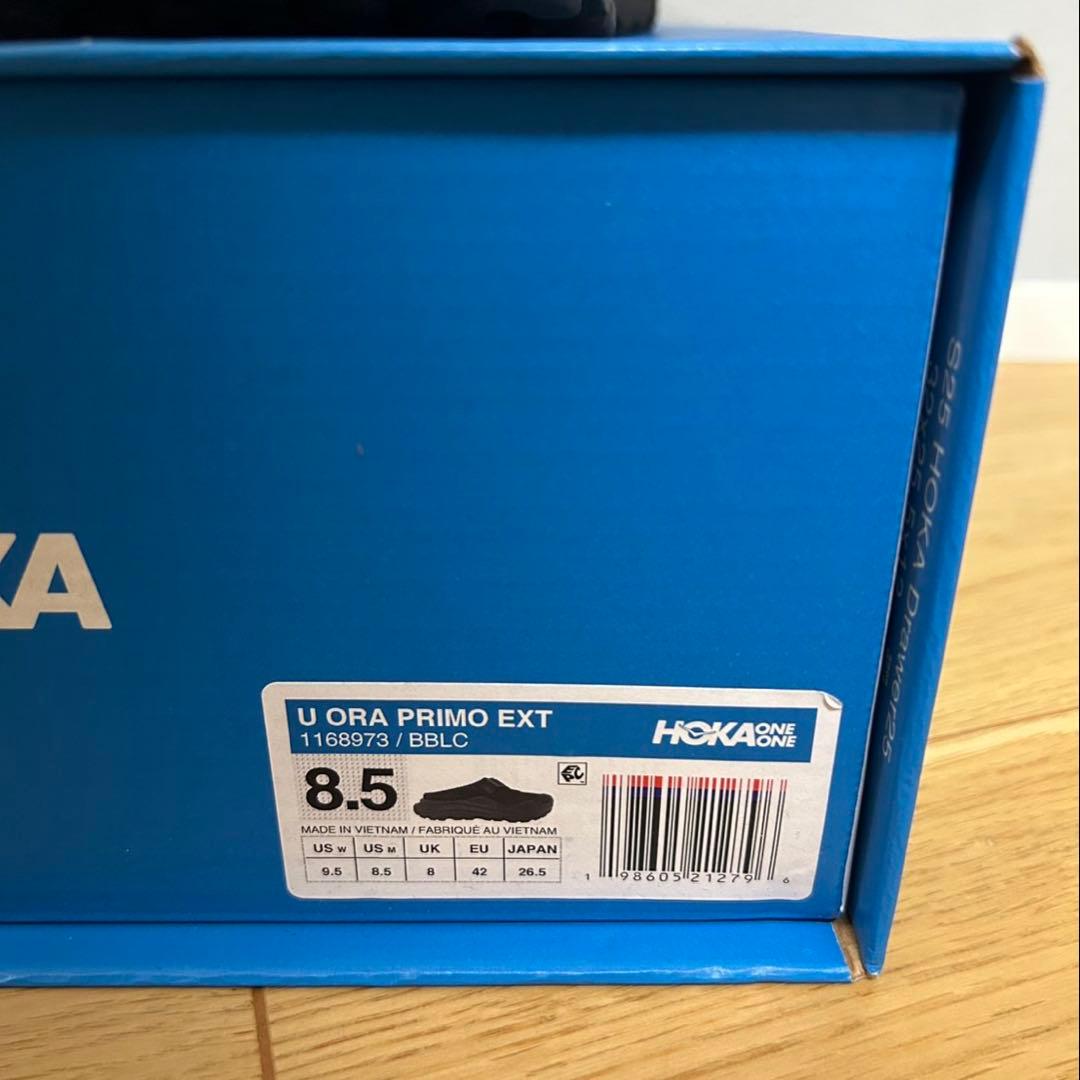 KA
U ORA PRIMO EXT
1168973 / BBLC
HOKA ONE ONE
8.5
MADE IN VIETNAM / FABRIQUÉ AU VIETNAM
US W US M UK EU JAPAN
9.5 8.5 8 42 26.5
1 98605 21279 6
S25 HOKA Drawer25